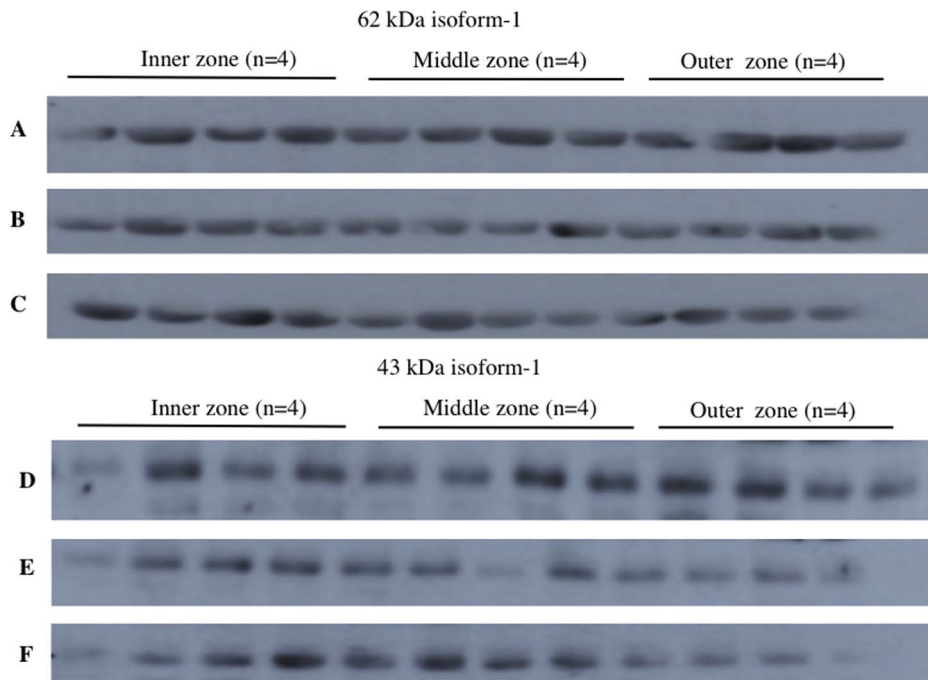 62 kDa isoform-1
Inner zone (n=4) Middle zone (n=4) Outer zone (n=4)
A
B
C
43 kDa isoform-1
Inner zone (n=4) Middle zone (n=4) Outer zone (n=4)
D
E
F